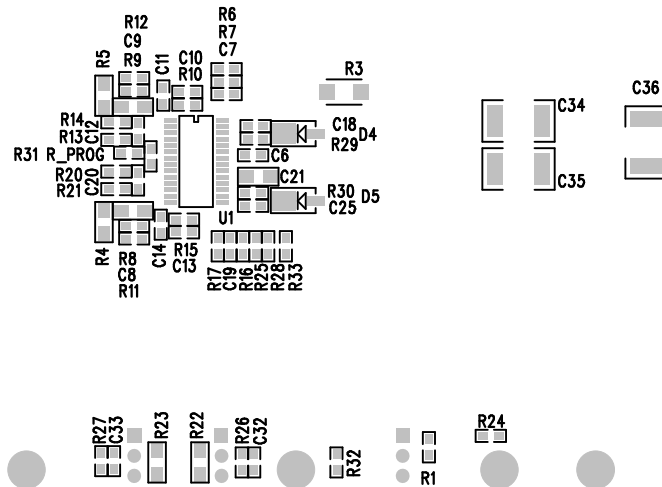 R6
R7
C7
R12
C9
R9
R5
C11
C10
R10
R3
C36
C34
C35
R14
C12
R13
R31 R_PROG
R20
C20
R21
C18
D4
R29
C6
C21
R30
D5
C25
U1
R4
R8
C8
R11
C14
R15
C13
R17
C19
R16
R25
R28
R33
R27
C33
R23
R22
R26
C32
R32
R1
R24